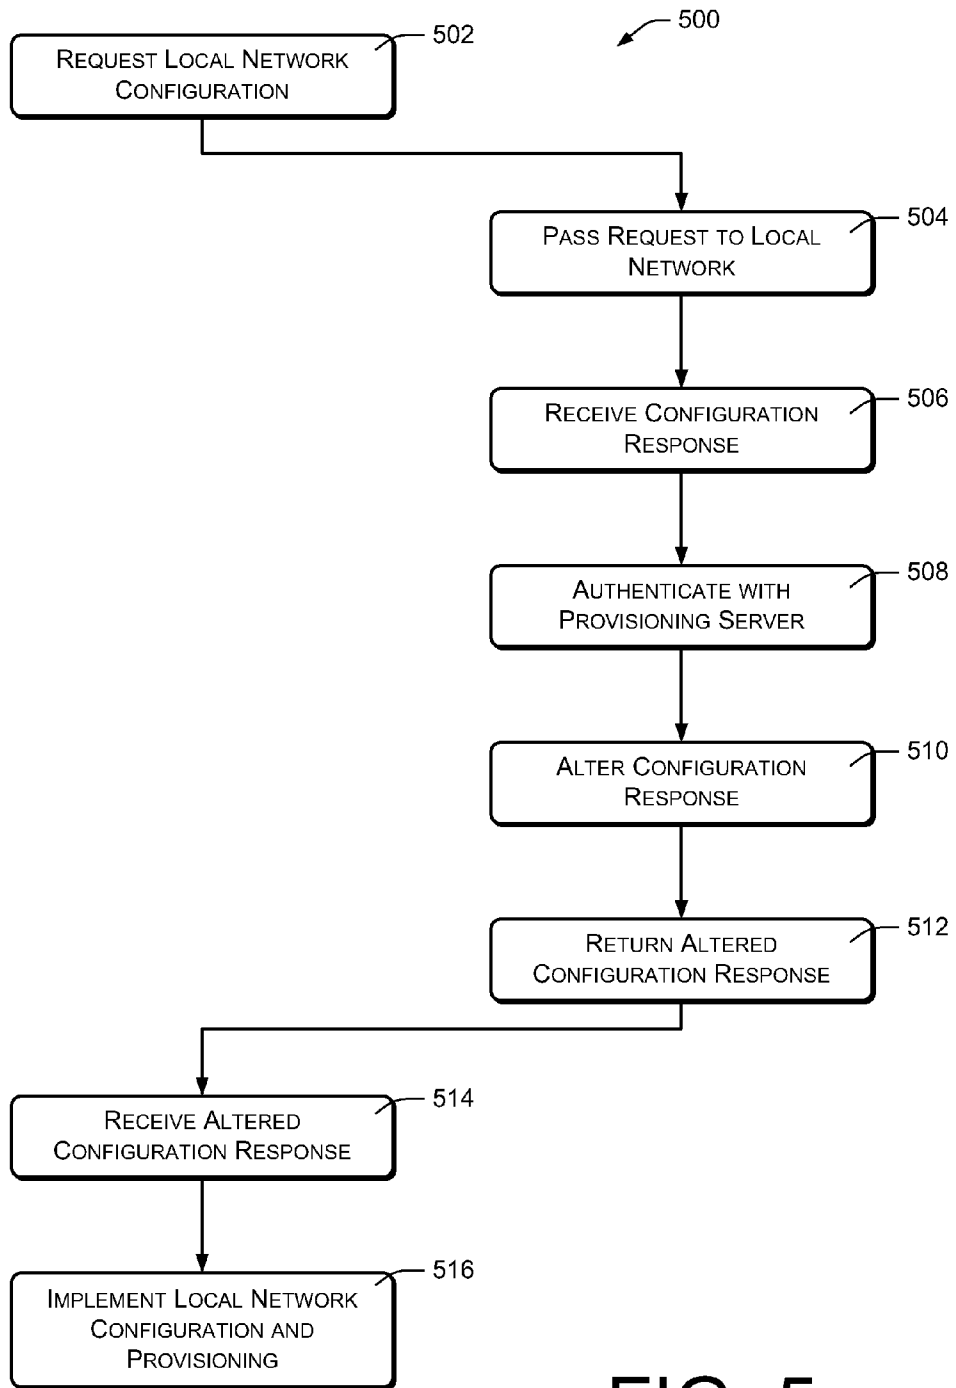 500
502
REQUEST LOCAL NETWORK
CONFIGURATION
504
PASS REQUEST TO LOCAL
NETWORK
506
RECEIVE CONFIGURATION
RESPONSE
508
AUTHENTICATE WITH
PROVISIONING SERVER
510
ALTER CONFIGURATION
RESPONSE
512
RETURN ALTERED
CONFIGURATION RESPONSE
514
RECEIVE ALTERED
CONFIGURATION RESPONSE
516
IMPLEMENT LOCAL NETWORK
CONFIGURATION AND
PROVISIONING
FIG. 5